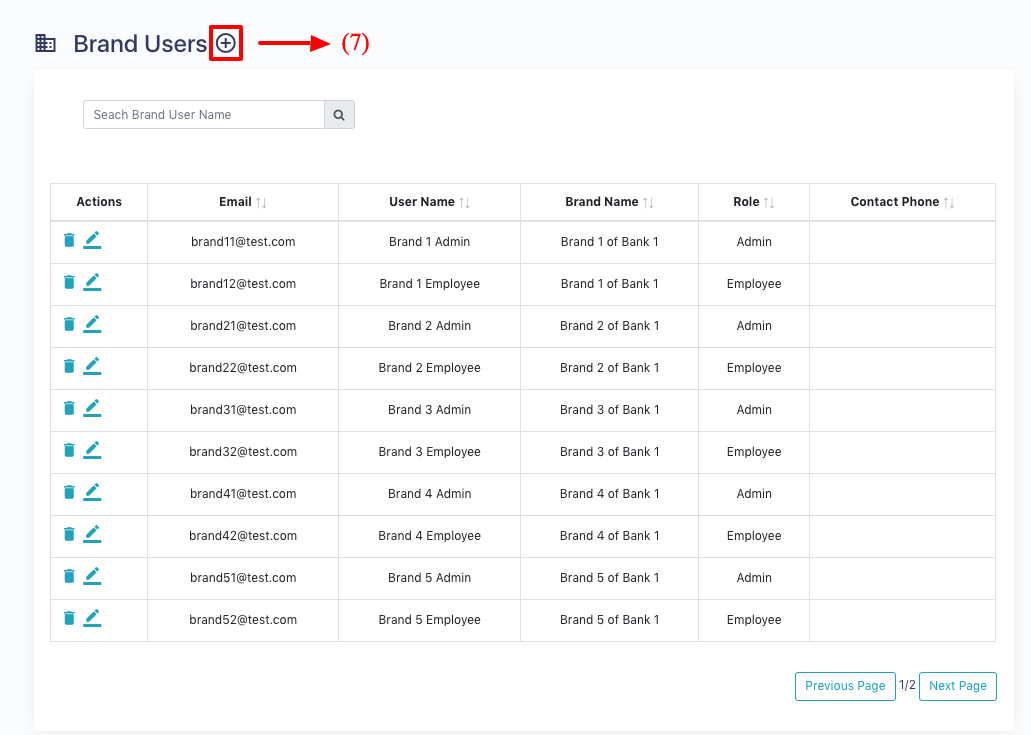 Brand Users (7)
Seach Brand User Name
Actions Email User Name Brand Name Role Contact Phone
brand11@test.com Brand 1 Admin Brand 1 of Bank 1 Admin
brand12@test.com Brand 1 Employee Brand 1 of Bank 1 Employee
brand21@test.com Brand 2 Admin Brand 2 of Bank 1 Admin
brand22@test.com Brand 2 Employee Brand 2 of Bank 1 Employee
brand31@test.com Brand 3 Admin Brand 3 of Bank 1 Admin
brand32@test.com Brand 3 Employee Brand 3 of Bank 1 Employee
brand41@test.com Brand 4 Admin Brand 4 of Bank 1 Admin
brand42@test.com Brand 4 Employee Brand 4 of Bank 1 Employee
brand51@test.com Brand 5 Admin Brand 5 of Bank 1 Admin
brand52@test.com Brand 5 Employee Brand 5 of Bank 1 Employee
Previous Page 1/2 Next Page